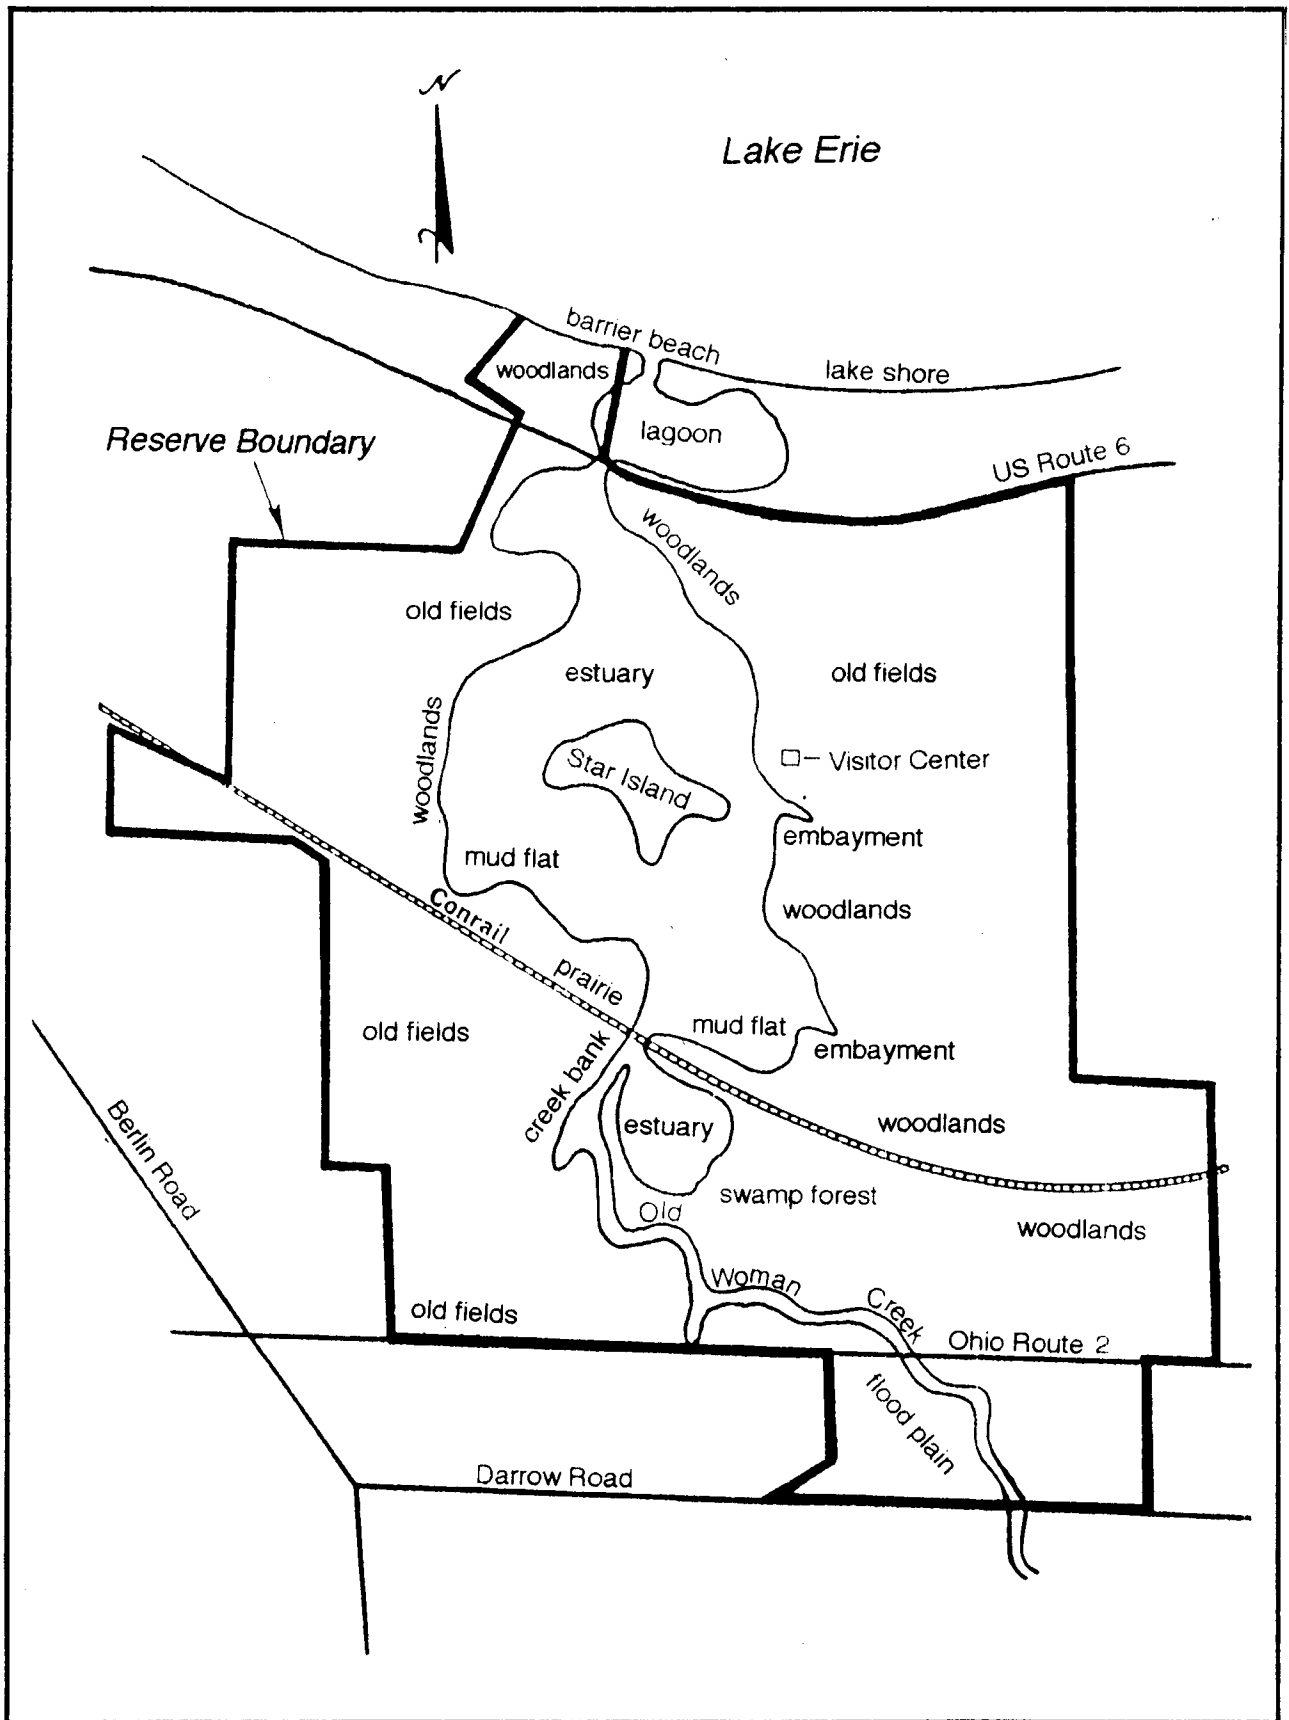 N
Lake Erie
barrier beach
woodlands
lake shore
lagoon
Reserve Boundary
US Route 6
woodlands
old fields
estuary
old fields
woodlands
Star Island
Visitor Center
embayment
mud flat
Conrail
woodlands
prairie
mud flat
old fields
embayment
creek bank
estuary
woodlands
Berlin Road
swamp forest
Old
woodlands
Woman
Creek
old fields
Ohio Route 2
flood plain
Darrow Road